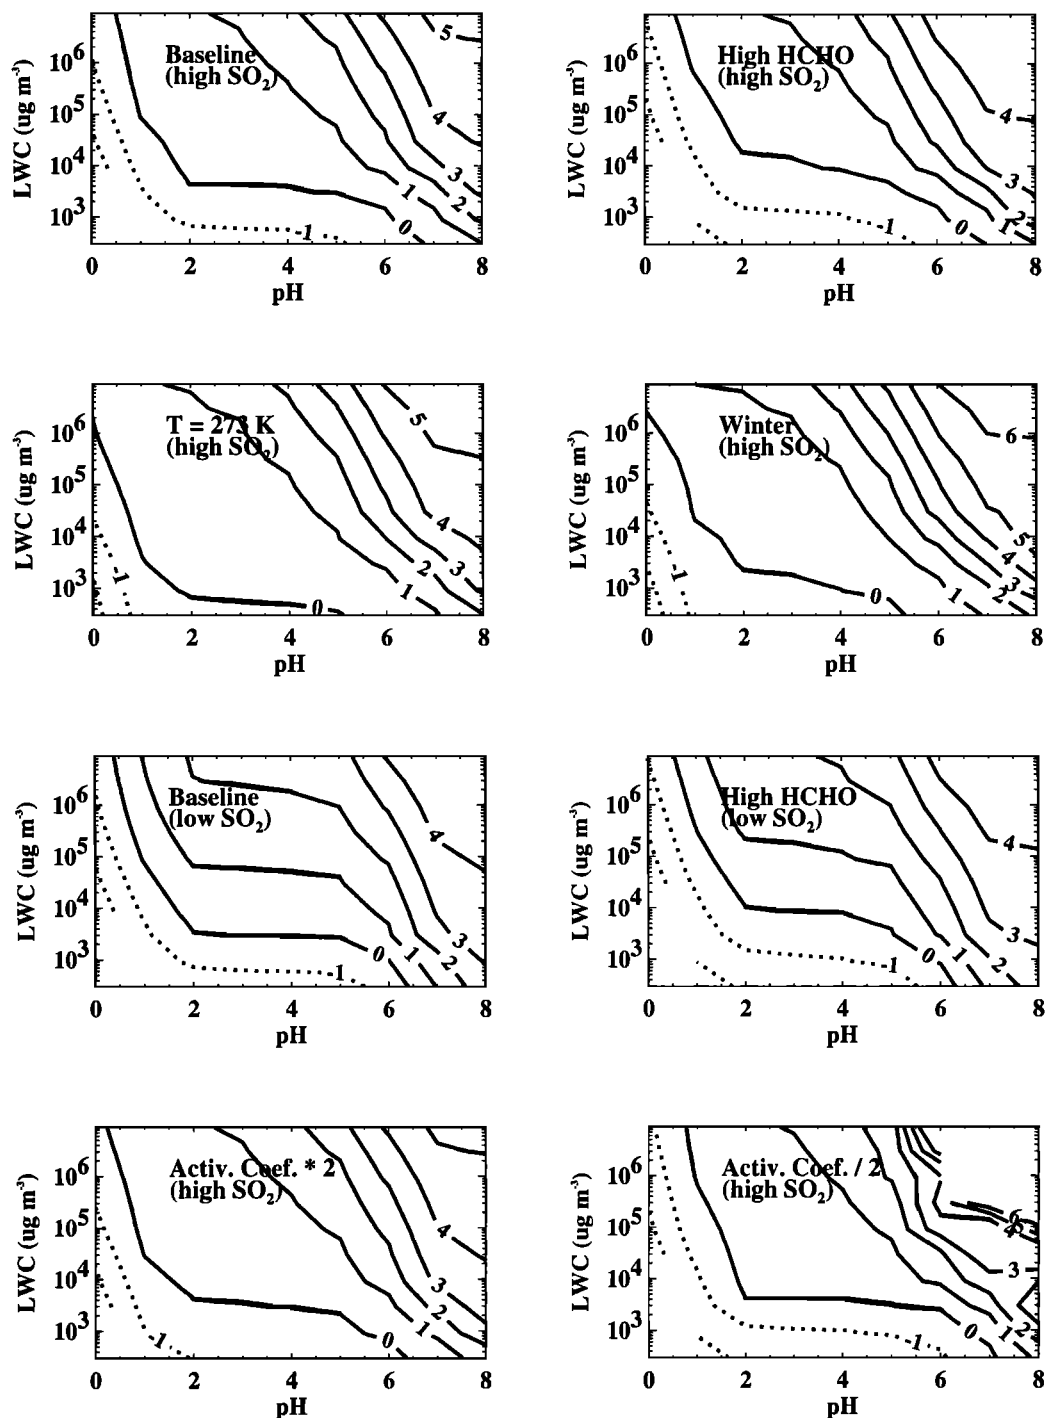 LWC (ug m⁻³)
10⁶
10⁵
10⁴
10³
Baseline
(high SO₂)
5
4
3
2
1
0
-1
0 2 4 6 8
pH
LWC (ug m⁻³)
10⁶
10⁵
10⁴
10³
High HCHO
(high SO₂)
4
3
2
1
0
-1
0 2 4 6 8
pH
LWC (ug m⁻³)
10⁶
10⁵
10⁴
10³
T = 273 K
(high SO₂)
5
4
3
2
1
0
-1
0 2 4 6 8
pH
LWC (ug m⁻³)
10⁶
10⁵
10⁴
10³
Winter
(high SO₂)
6
5
4
3
2
1
0
-1
0 2 4 6 8
pH
LWC (ug m⁻³)
10⁶
10⁵
10⁴
10³
Baseline
(low SO₂)
4
3
2
1
0
-1
0 2 4 6 8
pH
LWC (ug m⁻³)
10⁶
10⁵
10⁴
10³
High HCHO
(low SO₂)
4
3
2
1
0
-1
0 2 4 6 8
pH
LWC (ug m⁻³)
10⁶
10⁵
10⁴
10³
Activ. Coef. * 2
(high SO₂)
4
3
2
1
0
-1
0 2 4 6 8
pH
LWC (ug m⁻³)
10⁶
10⁵
10⁴
10³
Activ. Coef. / 2
(high SO₂)
6
3
2
1
0
-1
0 2 4 6 8
pH